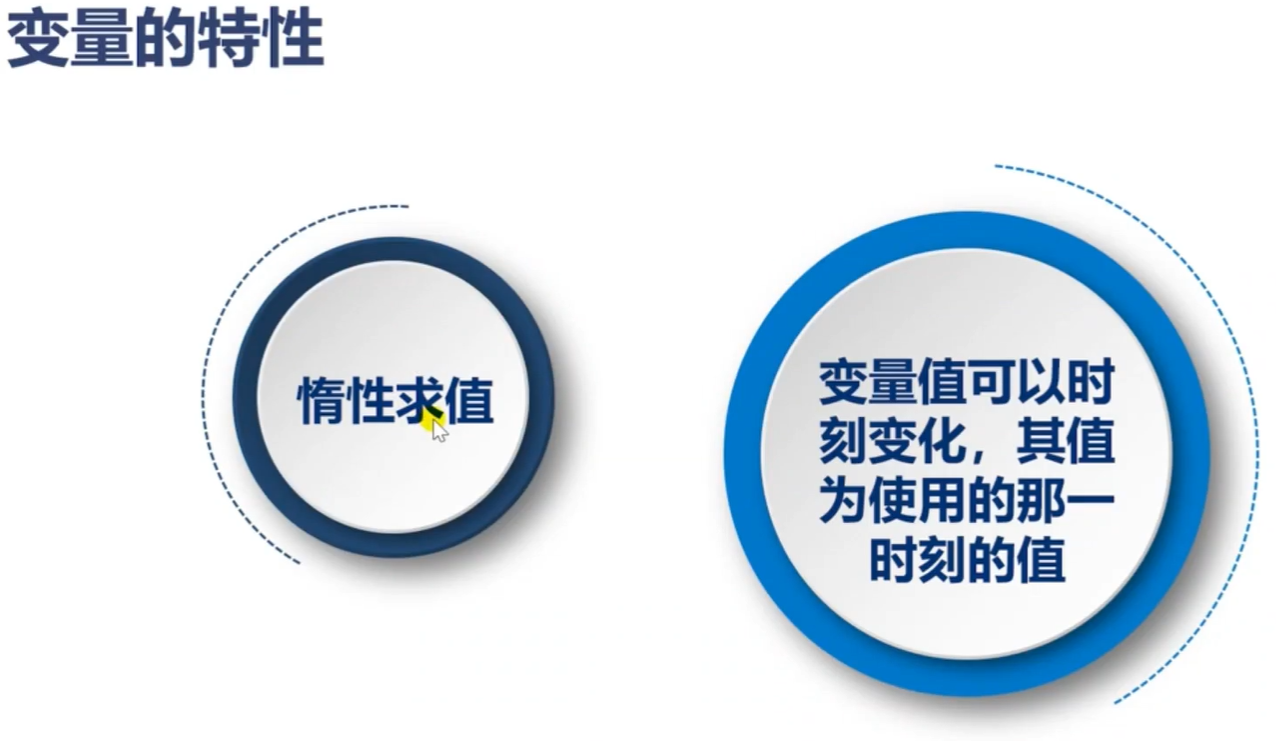 变量的特性
惰性求值
变量值可以时
刻变化，其值
为使用的那一
时刻的值